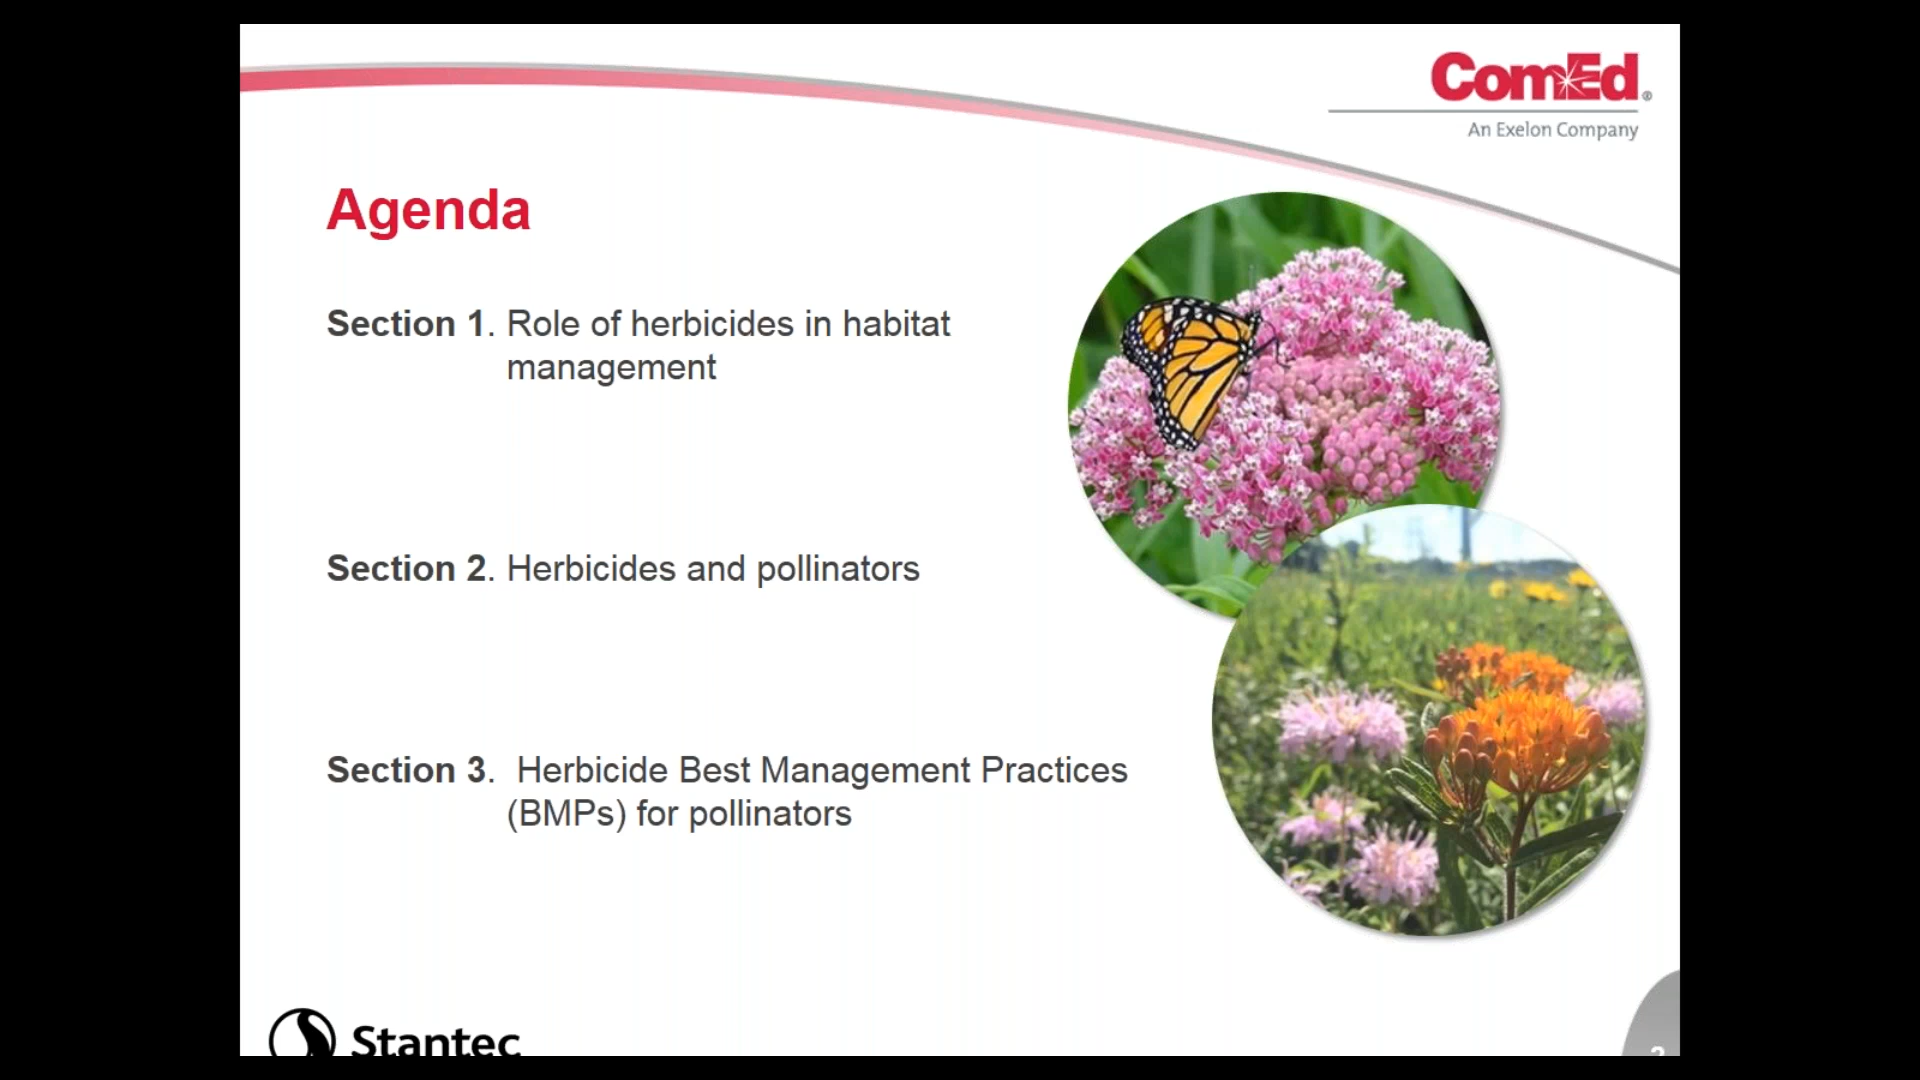 ComEd®
An Exelon Company
Agenda
Section 1. Role of herbicides in habitat
management
Section 2. Herbicides and pollinators
Section 3. Herbicide Best Management Practices
(BMPs) for pollinators
Stantec